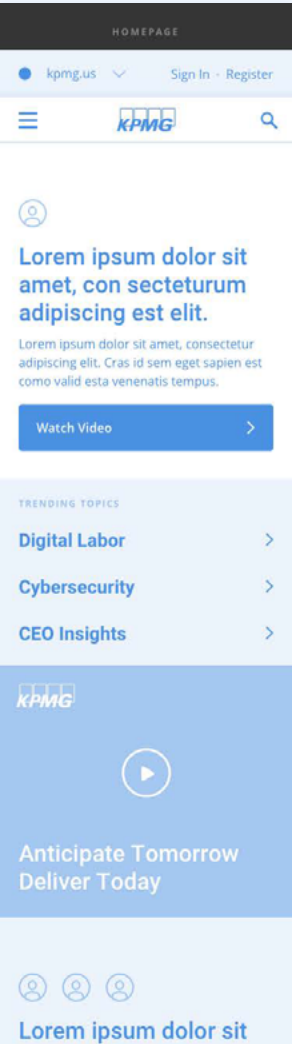 HOMEPAGE
kpmg.us
Sign In · Register
KPMG
Lorem ipsum dolor sit
amet, con secteturum
adipiscing est elit.
Lorem ipsum dolor sit amet, consectetur
adipiscing elit. Cras id sem eget sapien est
como valid esta venenatis tempus.
Watch Video
TRENDING TOPICS
Digital Labor
Cybersecurity
CEO Insights
KPMG
Anticipate Tomorrow
Deliver Today
Lorem ipsum dolor sit